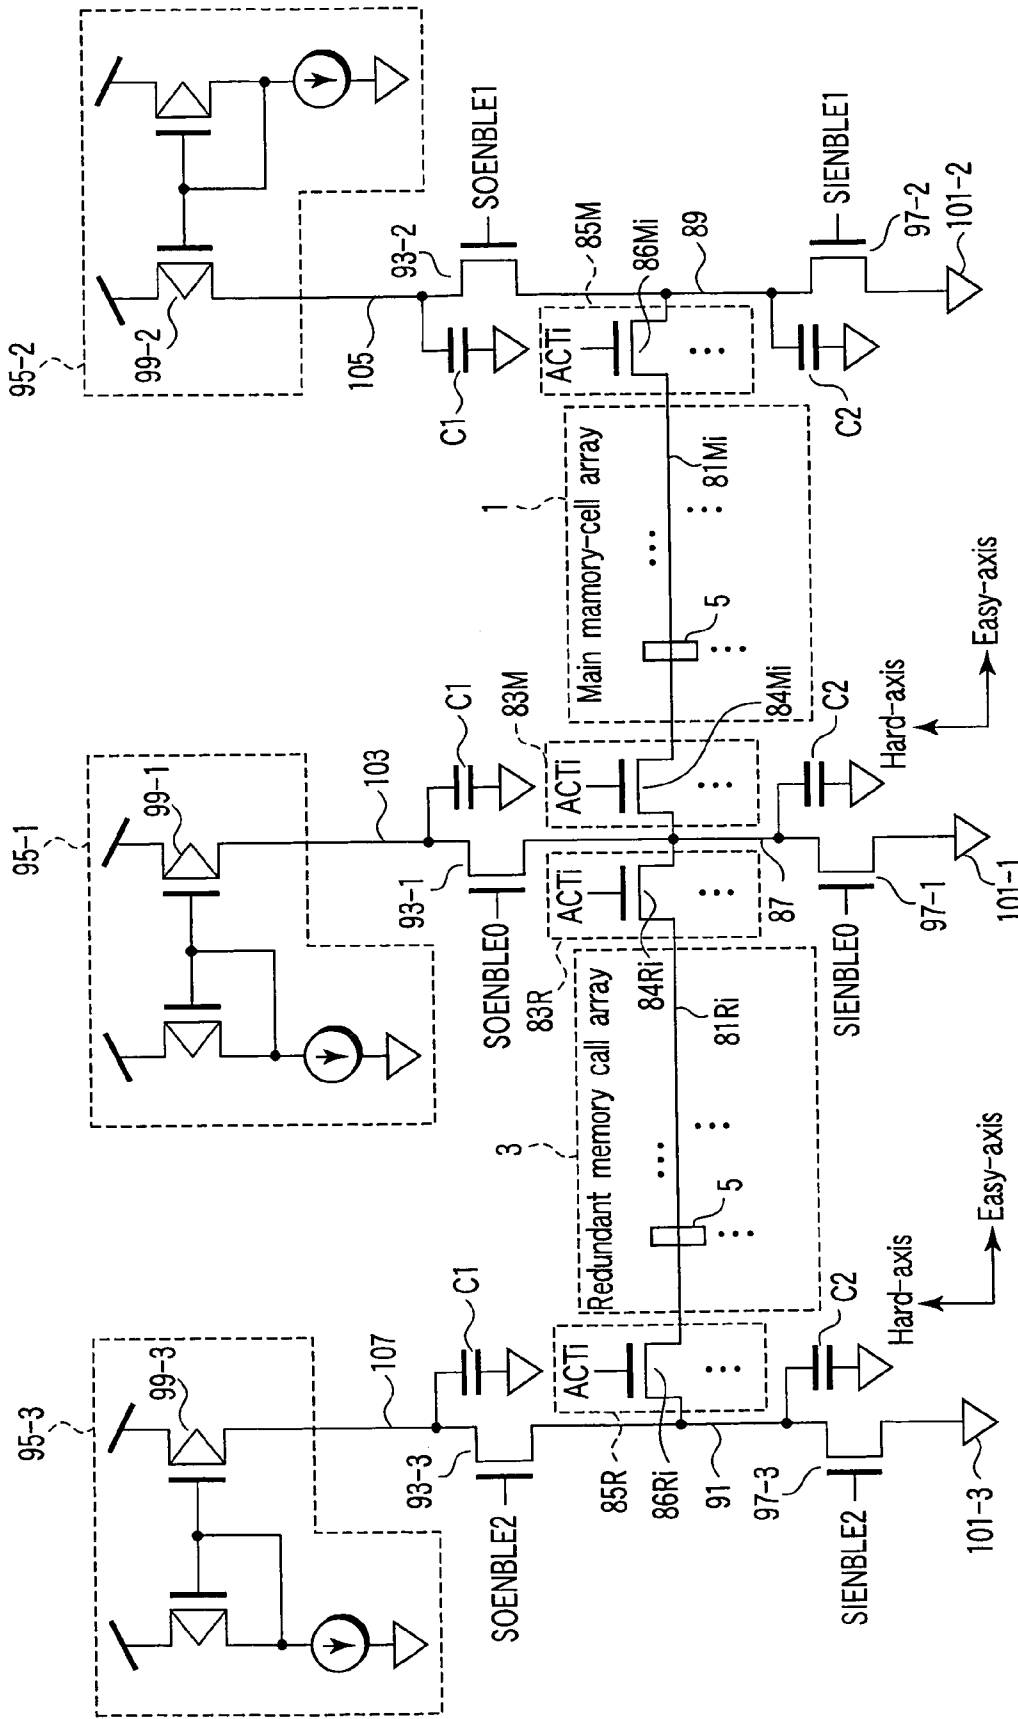 95-3
99-3
107
C1
93-3
SOENBLE2
ACTi
85R
86Ri
91
97-3
SIENBLE2
101-3
C2
Hard-axis
Easy-axis
3
Redundant memory call array
5
81Ri
95-1
99-1
103
C1
93-1
SOENBLE0
ACTi
83R
84Ri
ACTi
83M
84Mi
87
SIENBLE0
97-1
101-1
C2
Hard-axis
Easy-axis
1
Main mamory-cell array
5
81Mi
95-2
99-2
105
C1
93-2
SOENBLE1
ACTi
85M
86Mi
89
C2
SIENBLE1
97-2
101-2